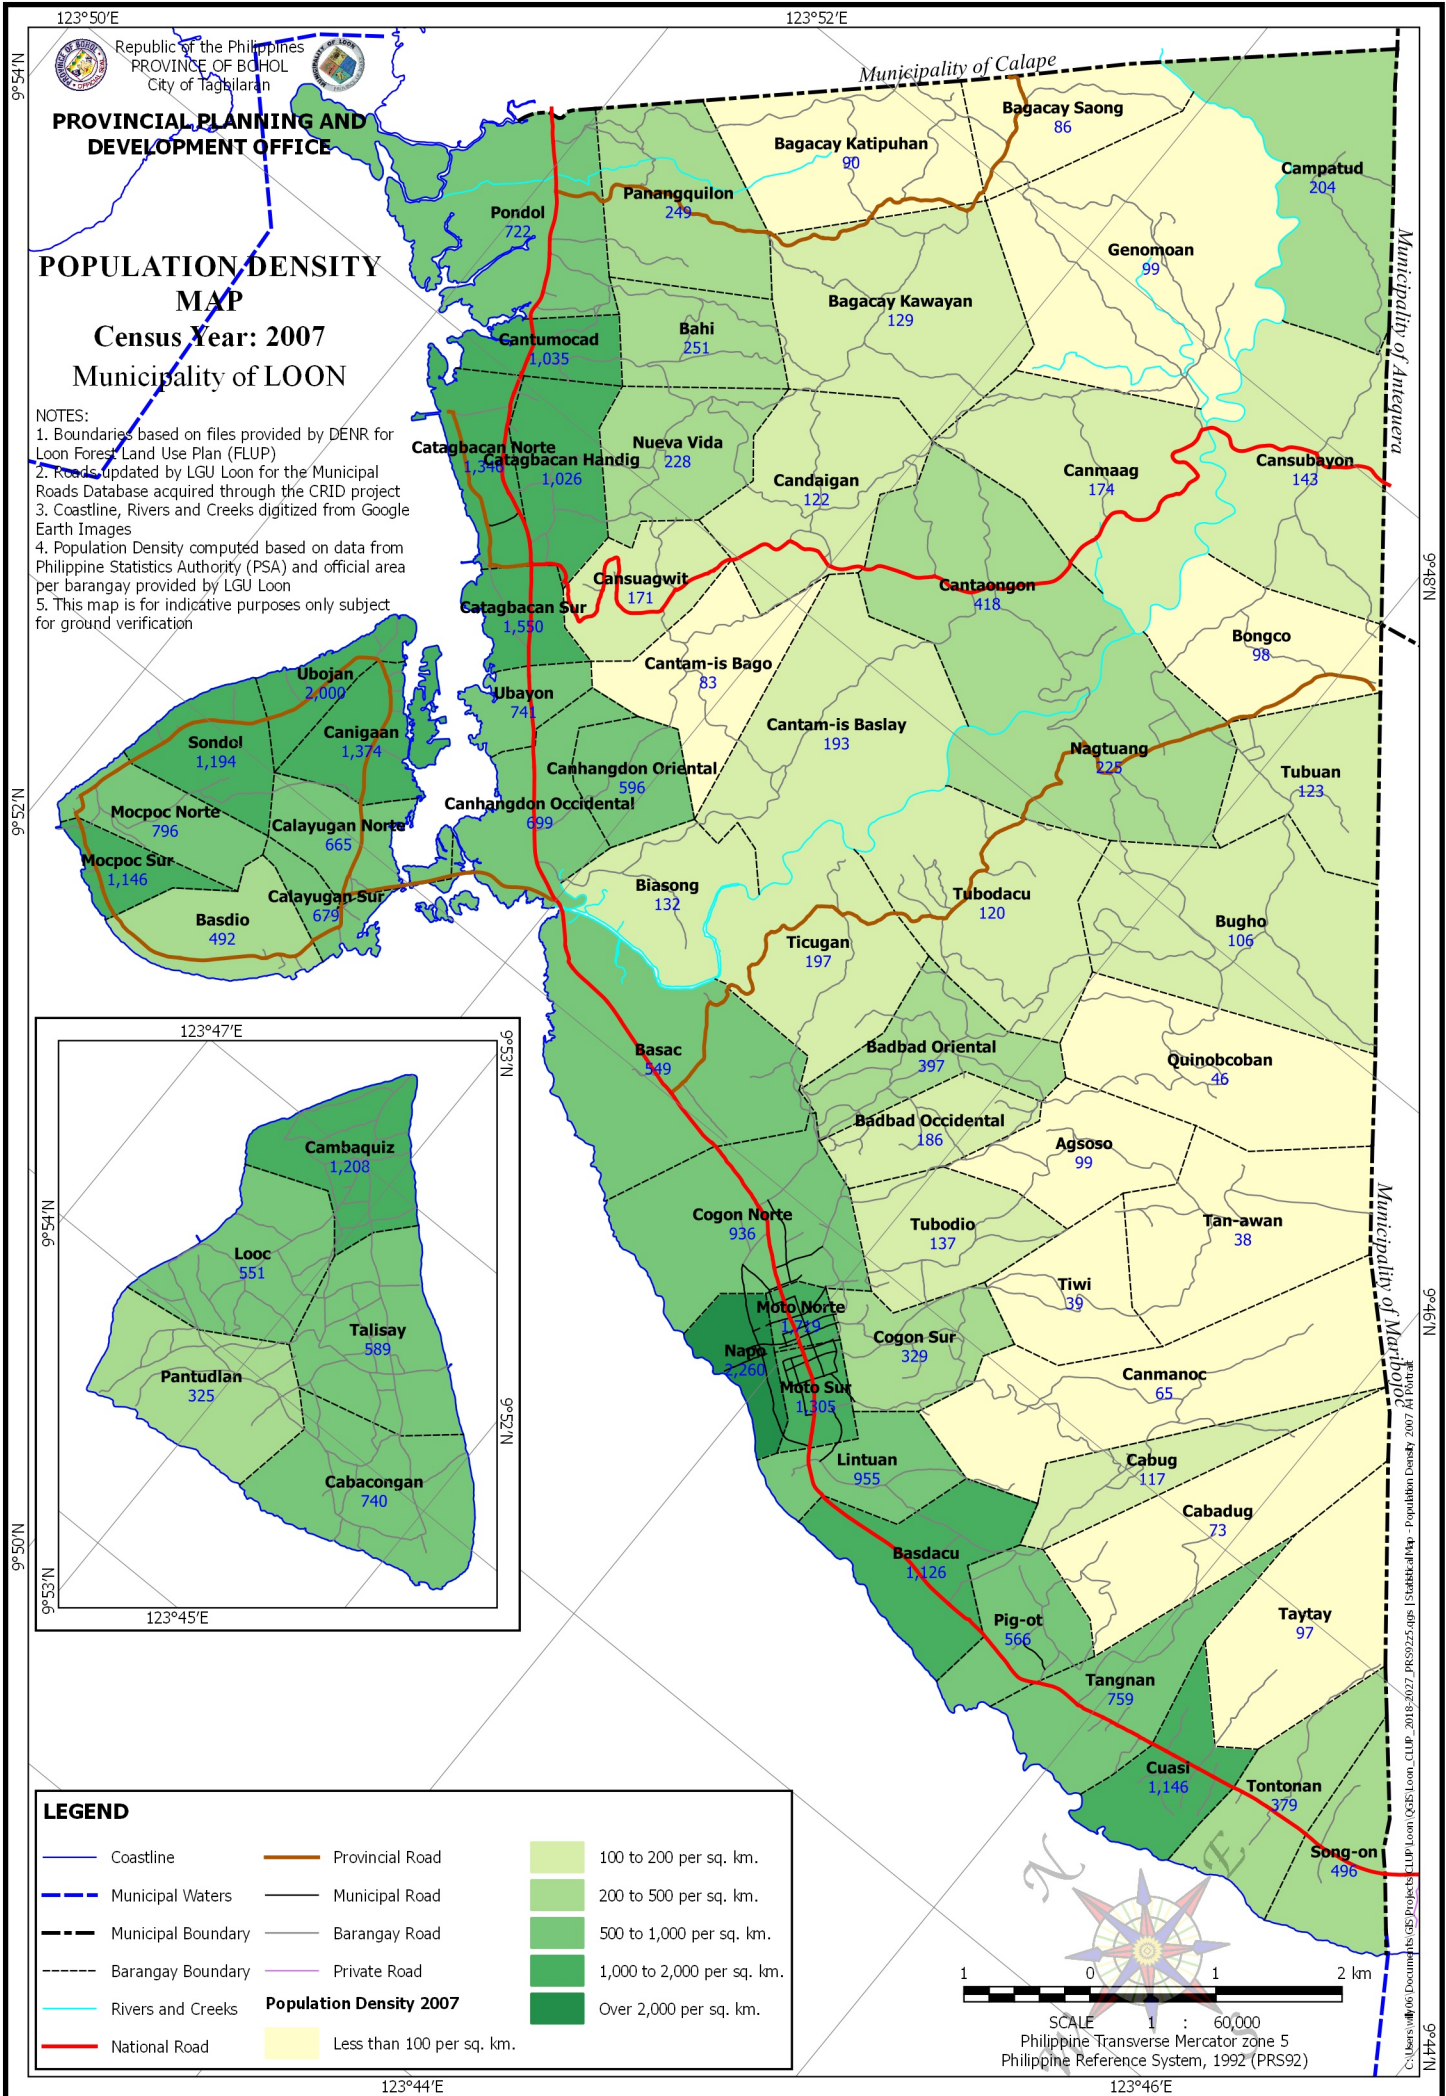 123°50′E
123°52′E
9°54′N
Republic of the Philippines
PROVINCE OF BOHOL
City of Tagbilaran
PROVINCIAL PLANNING AND
DEVELOPMENT OFFICE
POPULATION DENSITY
MAP
Census Year: 2007
Municipality of LOON
NOTES:
1. Boundaries based on files provided by DENR for
Loon Forest Land Use Plan (FLUP)
2. Roads updated by LGU Loon for the Municipal
Roads Database acquired through the CRID project
3. Coastline, Rivers and Creeks digitized from Google
Earth Images
4. Population Density computed based on data from
Philippine Statistics Authority (PSA) and official area
per barangay provided by LGU Loon
5. This map is for indicative purposes only subject
for ground verification
Municipality of Calape
Municipality of Antequera
Municipality of Maribojoc
Bagacay Saong
86
Bagacay Katipuhan
90
Campatud
204
Panangquilon
249
Pondol
722
Genomoan
99
Bagacay Kawayan
129
Bahi
251
Cantumocad
1,035
Catagbacan Norte
1,346
Catagbacan Handig
1,026
Nueva Vida
228
Candaigan
122
Canmaag
174
Cansubayon
143
Cansuagwit
171
Cantaongon
418
Catagbacan Sur
1,550
Bongco
98
9°48′N
Cantam-is Bago
83
Ubayon
741
Cantam-is Baslay
193
Nagtuang
225
Tubuan
123
Canhangdon Oriental
596
Canhangdon Occidental
699
Ubojan
2,000
Canigaan
1,374
Sondol
1,194
Mocpoc Norte
796
Calayugan Norte
665
Mocpoc Sur
1,146
Calayugan Sur
679
Basdio
492
9°52′N
Biasong
132
Tubodacu
120
Ticugan
197
Bugho
106
Basac
549
Badbad Oriental
397
Quinobcoban
46
Badbad Occidental
186
Agsoso
99
Cogon Norte
936
Tubodio
137
Tan-awan
38
Tiwi
39
Moto Norte
1,719
Cogon Sur
329
Napo
2,260
Moto Sur
1,305
Canmanoc
65
9°46′N
Lintuan
955
Cabug
117
Cabadug
73
Basdacu
1,126
Pig-ot
566
Taytay
97
Tangnan
759
Cuasi
1,146
Tontonan
379
Song-on
496
123°47′E
9°53′N
Cambaquiz
1,208
Looc
551
Talisay
589
Pantudlan
325
Cabacongan
740
9°54′N
9°52′N
9°53′N
123°45′E
9°50′N
LEGEND
Coastline
Municipal Waters
Municipal Boundary
Barangay Boundary
Rivers and Creeks
National Road
Provincial Road
Municipal Road
Barangay Road
Private Road
Population Density 2007
Less than 100 per sq. km.
100 to 200 per sq. km.
200 to 500 per sq. km.
500 to 1,000 per sq. km.
1,000 to 2,000 per sq. km.
Over 2,000 per sq. km.
N
E
S
W
1 0 1 2 km
SCALE 1 : 60,000
Philippine Transverse Mercator zone 5
Philippine Reference System, 1992 (PRS92)
9°44′N
123°44′E
123°46′E